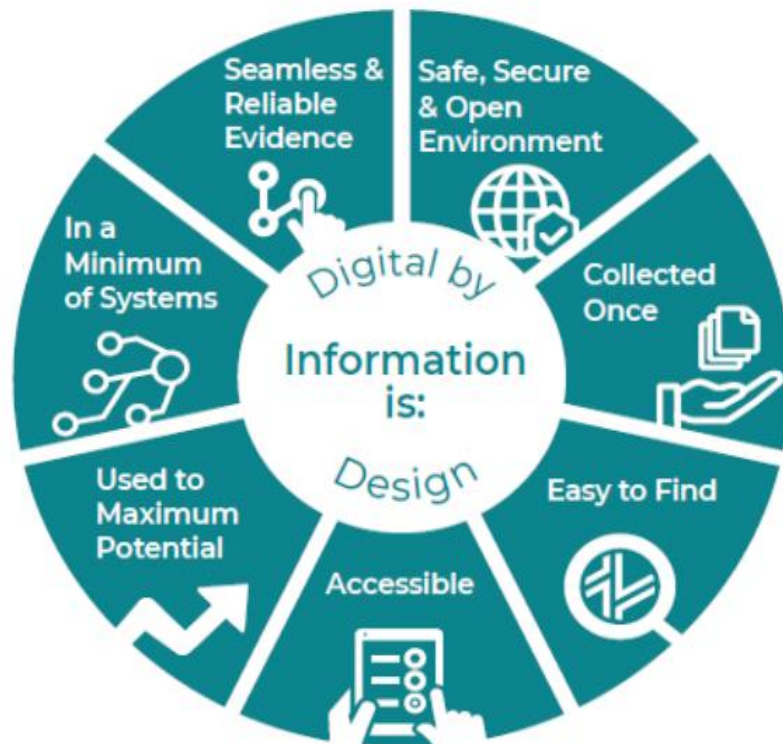 Seamless &
Reliable
Evidence
Safe, Secure
& Open
Environment
In a
Minimum
of Systems
Collected
Once
Digital by
Information
is:
Design
Used to
Maximum
Potential
Easy to Find
Accessible